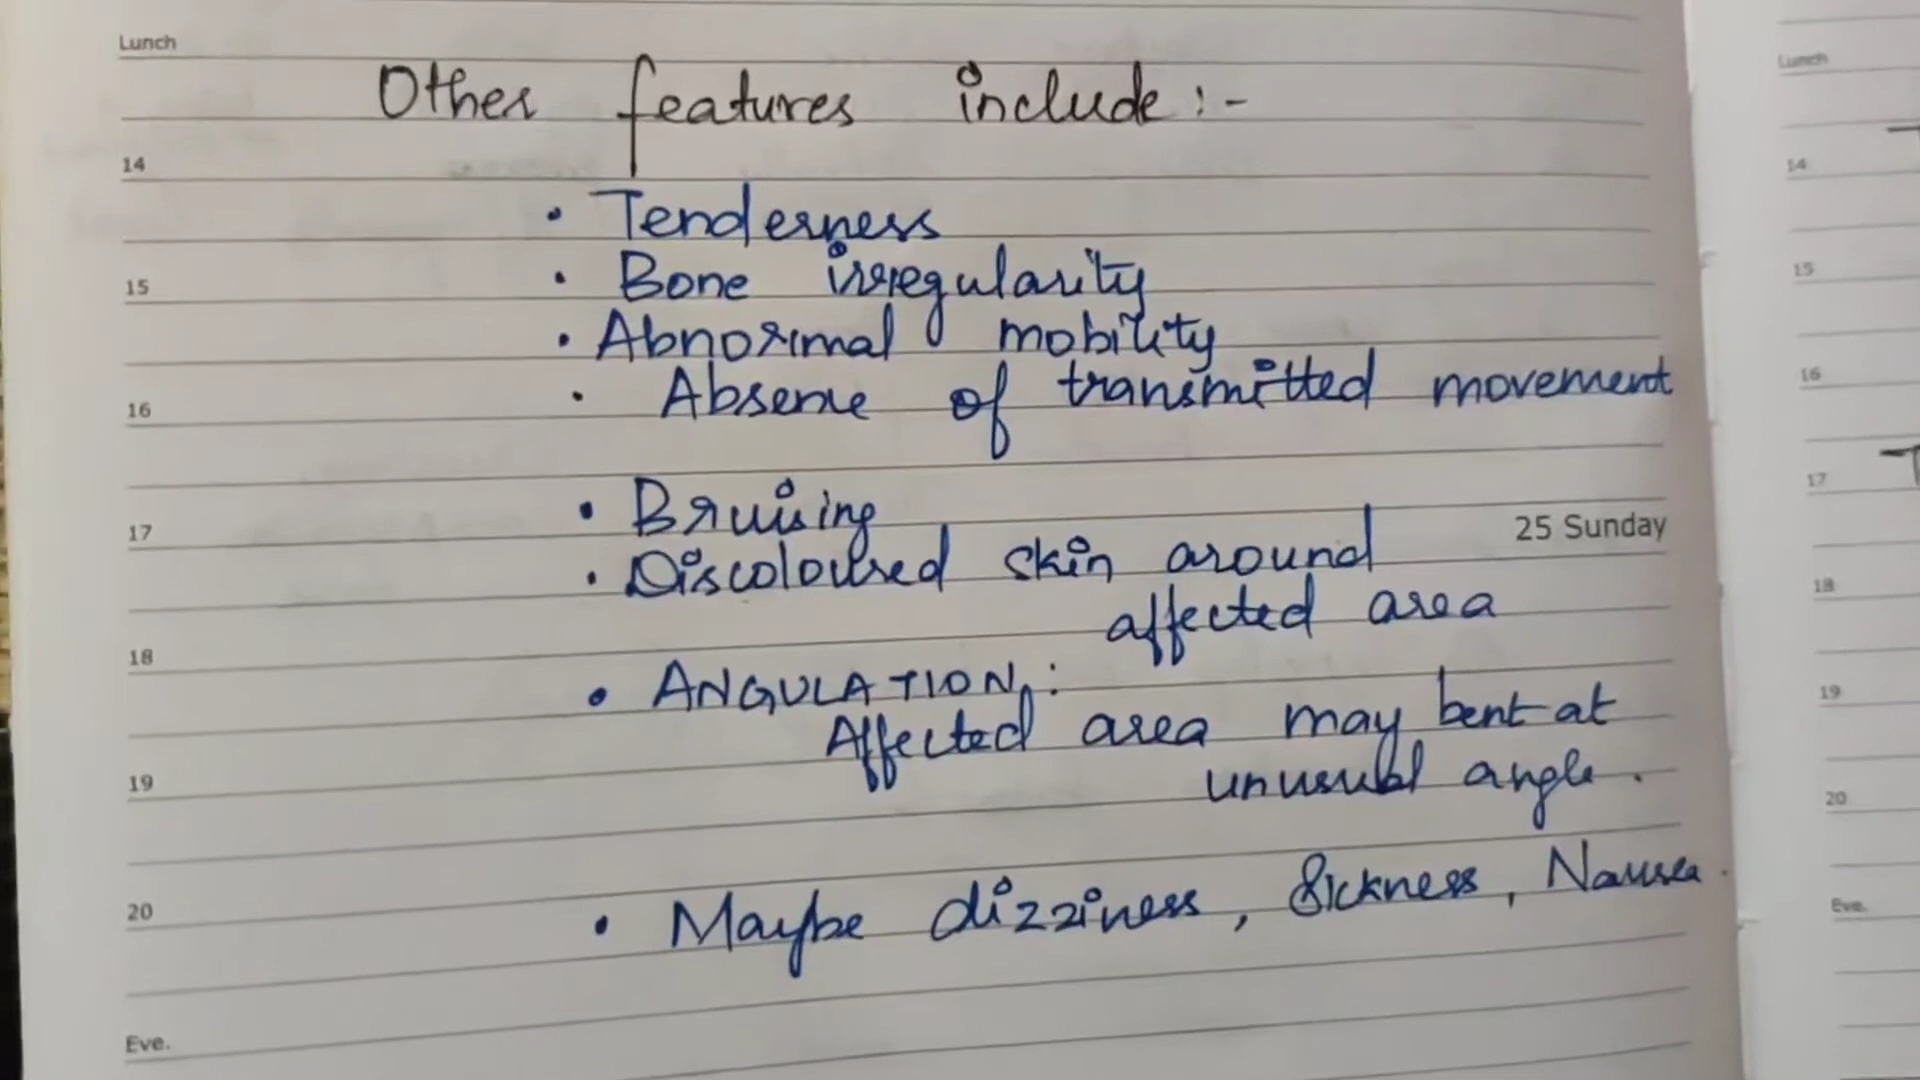 Lunch
Other features include :-
14
• Tenderness
• Bone irregularity
15
• Abnormal mobility
• Absence of transmitted movement
16
• Bruising
17
25 Sunday
• Discoloured skin around
affected area
18
• ANGULATION :
Affected area may bent at
unusual angle .
19
20
• Maybe dizziness , Sickness , Nausea .
Eve.
Lunch
14
15
16
17
18
19
20
Eve.